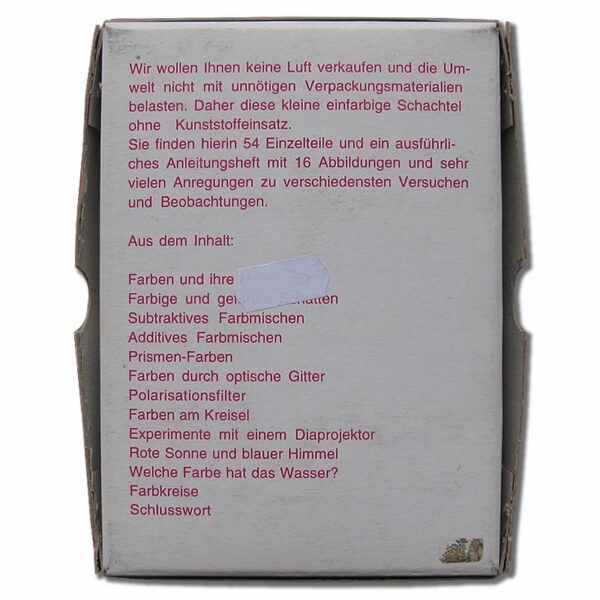 Wir wollen Ihnen keine Luft verkaufen und die Um-
welt nicht mit unnötigen Verpackungsmaterialien
belasten. Daher diese kleine einfarbige Schachtel
ohne Kunststoffeinsatz.
Sie finden hierin 54 Einzelteile und ein ausführli-
ches Anleitungsheft mit 16 Abbildungen und sehr
vielen Anregungen zu verschiedensten Versuchen
und Beobachtungen.
Aus dem Inhalt:
Farben und ihre
Farbige und Schatten
Subtraktives Farbmischen
Additives Farbmischen
Prismen-Farben
Farben durch optische Gitter
Polarisationsfilter
Farben am Kreisel
Experimente mit einem Diaprojektor
Rote Sonne und blauer Himmel
Welche Farbe hat das Wasser?
Farbkreise
Schlusswort